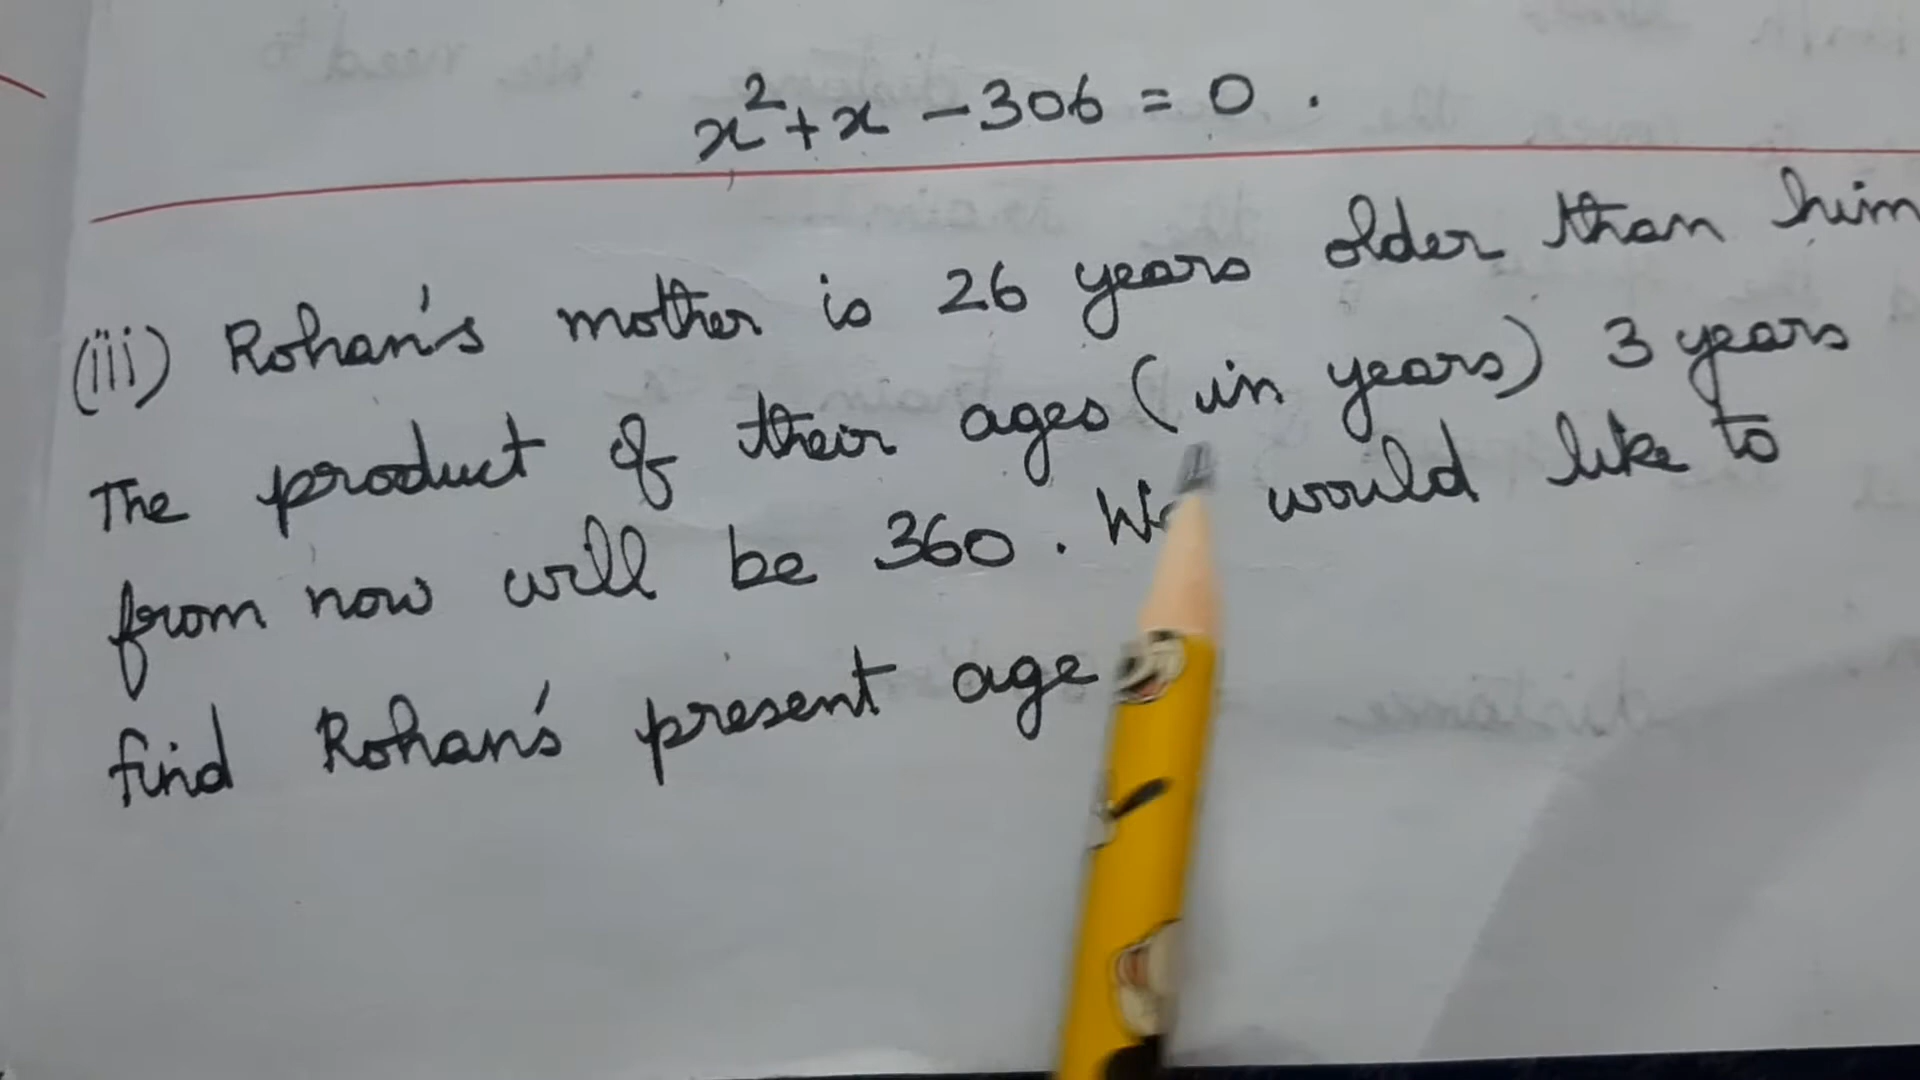 x² + x - 306 = 0 .
(iii) Rohan's mother is 26 years older than him
The product of their ages (in years) 3 years
from now will be 360 . We would like to
find Rohan's present age